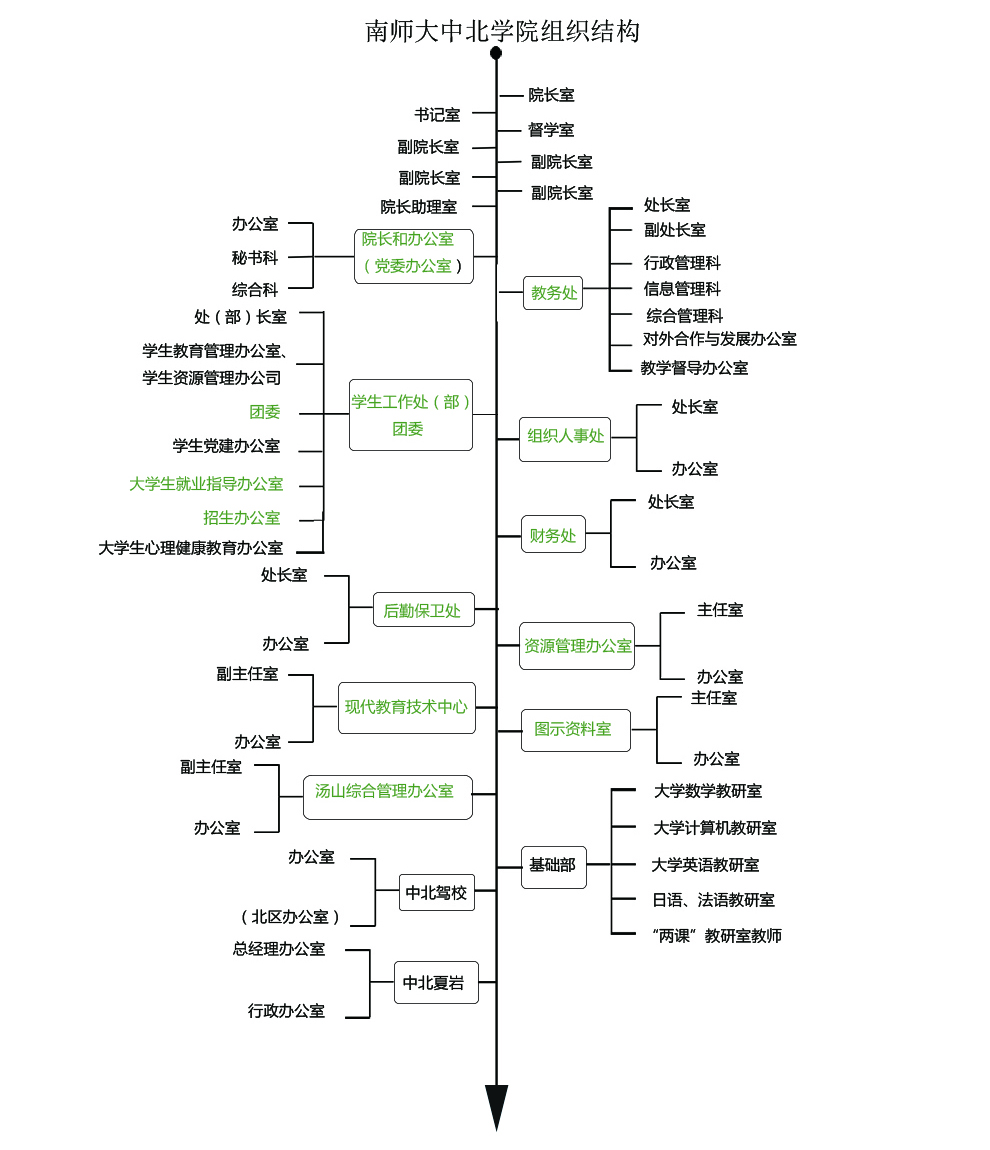 南师大中北学院组织结构
院长室
书记室
督学室
副院长室
副院长室
副院长室
副院长室
院长助理室
办公室
秘书科
综合科
院长和办公室
（党委办公室）
处长室
副处长室
行政管理科
信息管理科
综合管理科
对外合作与发展办公室
教学督导办公室
教务处
处（部）长室
学生教育管理办公室、
学生资源管理办公司
团委
学生党建办公室
大学生就业指导办公室
招生办公室
大学生心理健康教育办公室
学生工作处（部）
团委
组织人事处
处长室
办公室
财务处
处长室
办公室
处长室
办公室
后勤保卫处
资源管理办公室
主任室
办公室
副主任室
办公室
现代教育技术中心
图示资料室
主任室
办公室
副主任室
办公室
汤山综合管理办公室
基础部
大学数学教研室
大学计算机教研室
大学英语教研室
日语、法语教研室
“两课”教研室教师
办公室
（北区办公室）
中北驾校
总经理办公室
行政办公室
中北夏岩